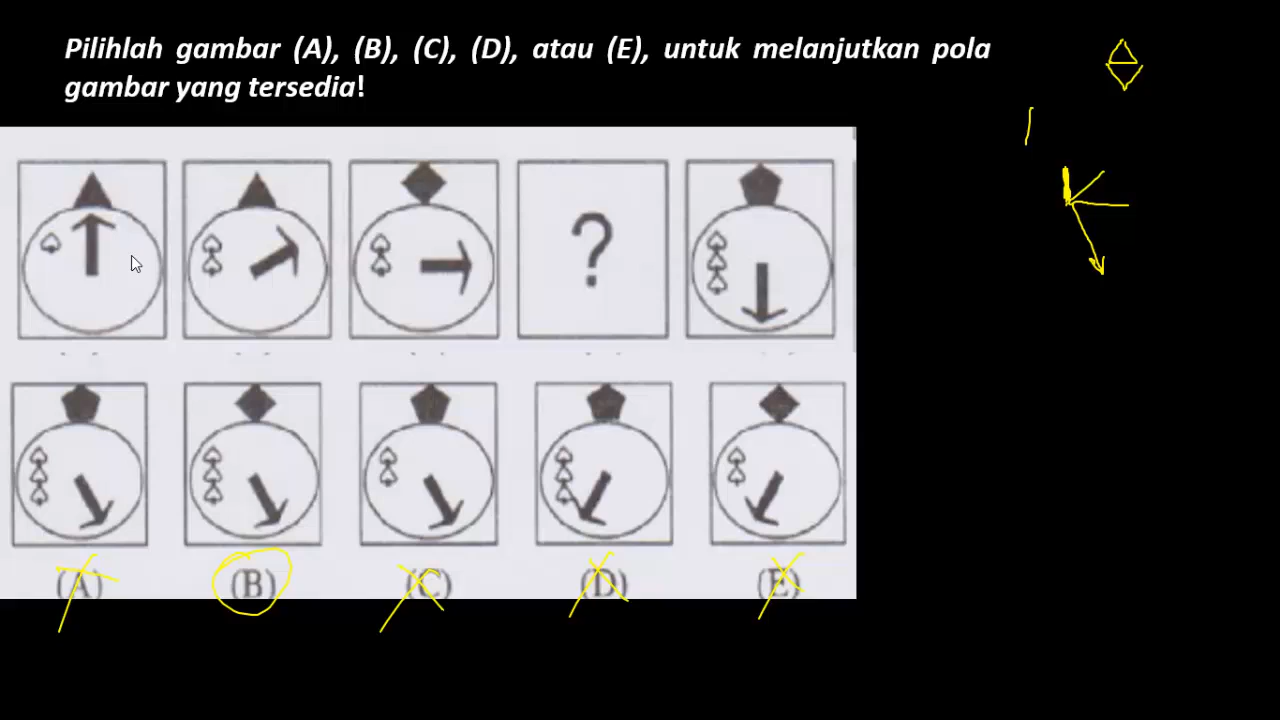 Pilihlah gambar (A), (B), (C), (D), atau (E), untuk melanjutkan pola
gambar yang tersedia!
?
(A) (B) (C) (D) (E)